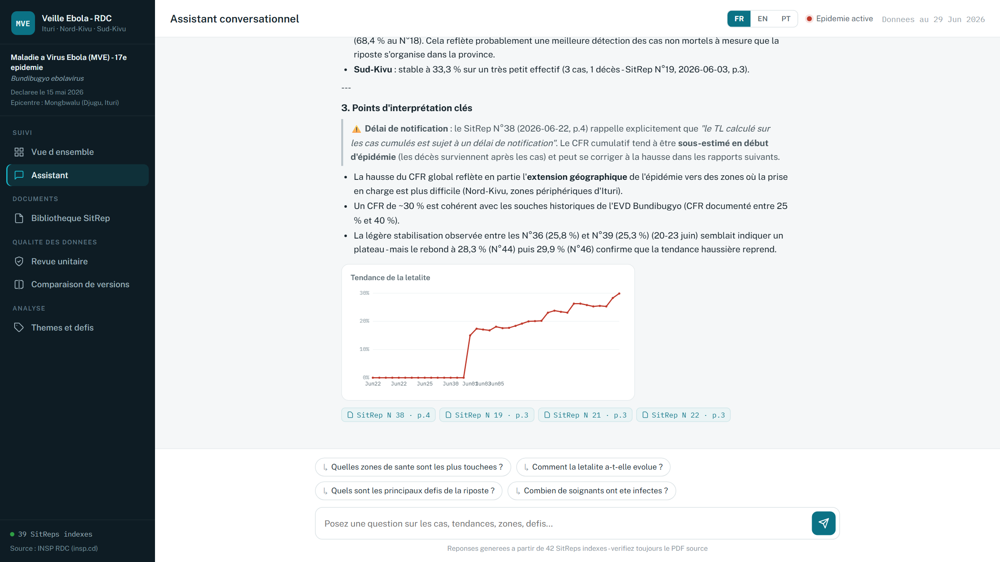 MVE
Veille Ebola - RDC
Ituri · Nord-Kivu · Sud-Kivu
Maladie a Virus Ebola (MVE) - 17e
epidemie
Bundibugyo ebolavirus
Declaree le 15 mai 2026
Epicentre : Mongbwalu (Djugu, Ituri)
SUIVI
Vue d ensemble
Assistant
DOCUMENTS
Bibliotheque SitRep
QUALITE DES DONNEES
Revue unitaire
Comparaison de versions
ANALYSE
Themes et defis
39 SitReps indexes
Source : INSP RDC (insp.cd)
Assistant conversationnel
FR EN PT
Epidemie active
Donnees au 29 Jun 2026
(68,4 % au N°18). Cela reflète probablement une meilleure détection des cas non mortels à mesure que la
riposte s'organise dans la province.
• Sud-Kivu : stable à 33,3 % sur un très petit effectif (3 cas, 1 décès - SitRep N°19, 2026-06-03, p.3).
---
3. Points d'interprétation clés
⚠️ Délai de notification : le SitRep N°38 (2026-06-22, p.4) rappelle explicitement que "le TL calculé sur
les cas cumulés est sujet à un délai de notification". Le CFR cumulatif tend à être sous-estimé en début
d'épidémie (les décès surviennent après les cas) et peut se corriger à la hausse dans les rapports suivants.
• La hausse du CFR global reflète en partie l'extension géographique de l'épidémie vers des zones où la prise
en charge est plus difficile (Nord-Kivu, zones périphériques d'Ituri).
• Un CFR de ~30 % est cohérent avec les souches historiques de l'EVD Bundibugyo (CFR documenté entre 25
% et 40 %).
• La légère stabilisation observée entre les N°36 (25,8 %) et N°39 (25,3 %) (20-23 juin) semblait indiquer un
plateau - mais le rebond à 28,3 % (N°44) puis 29,9 % (N°46) confirme que la tendance haussière reprend.
Tendance de la letalite
30%
20%
10%
0%
Jun22 Jun22 Jun25 Jun30 Jun01 Jun03 Jun05
SitRep N 38 · p.4
SitRep N 19 · p.3
SitRep N 21 · p.3
SitRep N 22 · p.3
↳ Quelles zones de sante sont les plus touchees ?
↳ Comment la letalite a-t-elle evolue ?
↳ Quels sont les principaux defis de la riposte ?
↳ Combien de soignants ont ete infectes ?
Posez une question sur les cas, tendances, zones, defis...
Reponses generees a partir de 42 SitReps indexes - verifiez toujours le PDF source